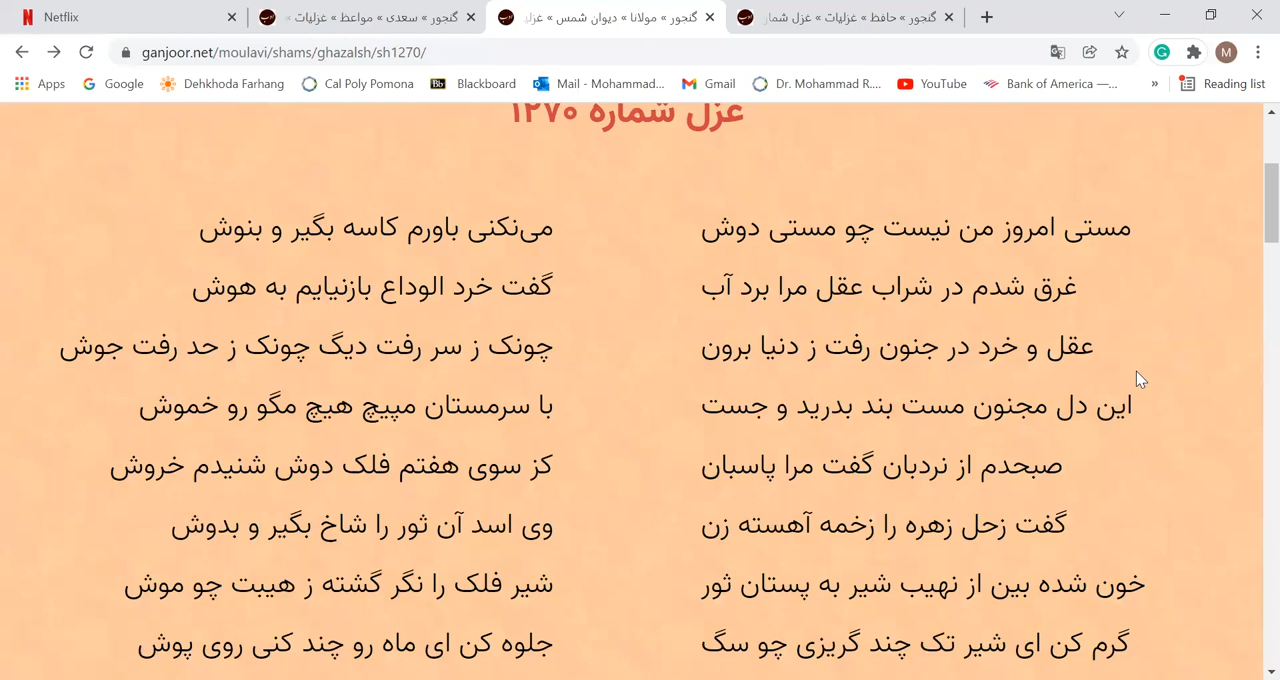 Netflix
گنجور » سعدی » مواعظ » غزلیات »
گنجور » مولانا » دیوان شمس » غزلی
گنجور » حافظ » غزلیات » غزل شمار
ganjoor.net/moulavi/shams/ghazalsh/sh1270/
M
Apps Google Dehkhoda Farhang Cal Poly Pomona Bb Blackboard Mail - Mohammad... Gmail Dr. Mohammad R.... YouTube Bank of America —... » Reading list
غزل شماره ۱۲۷۰
مستی امروز من نیست چو مستی دوش
می‌نکنی باورم کاسه بگیر و بنوش
غرق شدم در شراب عقل مرا برد آب
گفت خرد الوداع بازنیایم به هوش
عقل و خرد در جنون رفت ز دنیا برون
چونک ز سر رفت دیگ چونک ز حد رفت جوش
این دل مجنون مست بند بدرید و جست
با سرمستان مپیچ هیچ مگو رو خموش
صبحدم از نردبان گفت مرا پاسبان
کز سوی هفتم فلک دوش شنیدم خروش
گفت زحل زهره را زخمه آهسته زن
وی اسد آن ثور را شاخ بگیر و بدوش
خون شده بین از نهیب شیر به پستان ثور
شیر فلک را نگر گشته ز هیبت چو موش
گرم کن ای شیر تک چند گریزی چو سگ
جلوه کن ای ماه رو چند کنی روی پوش